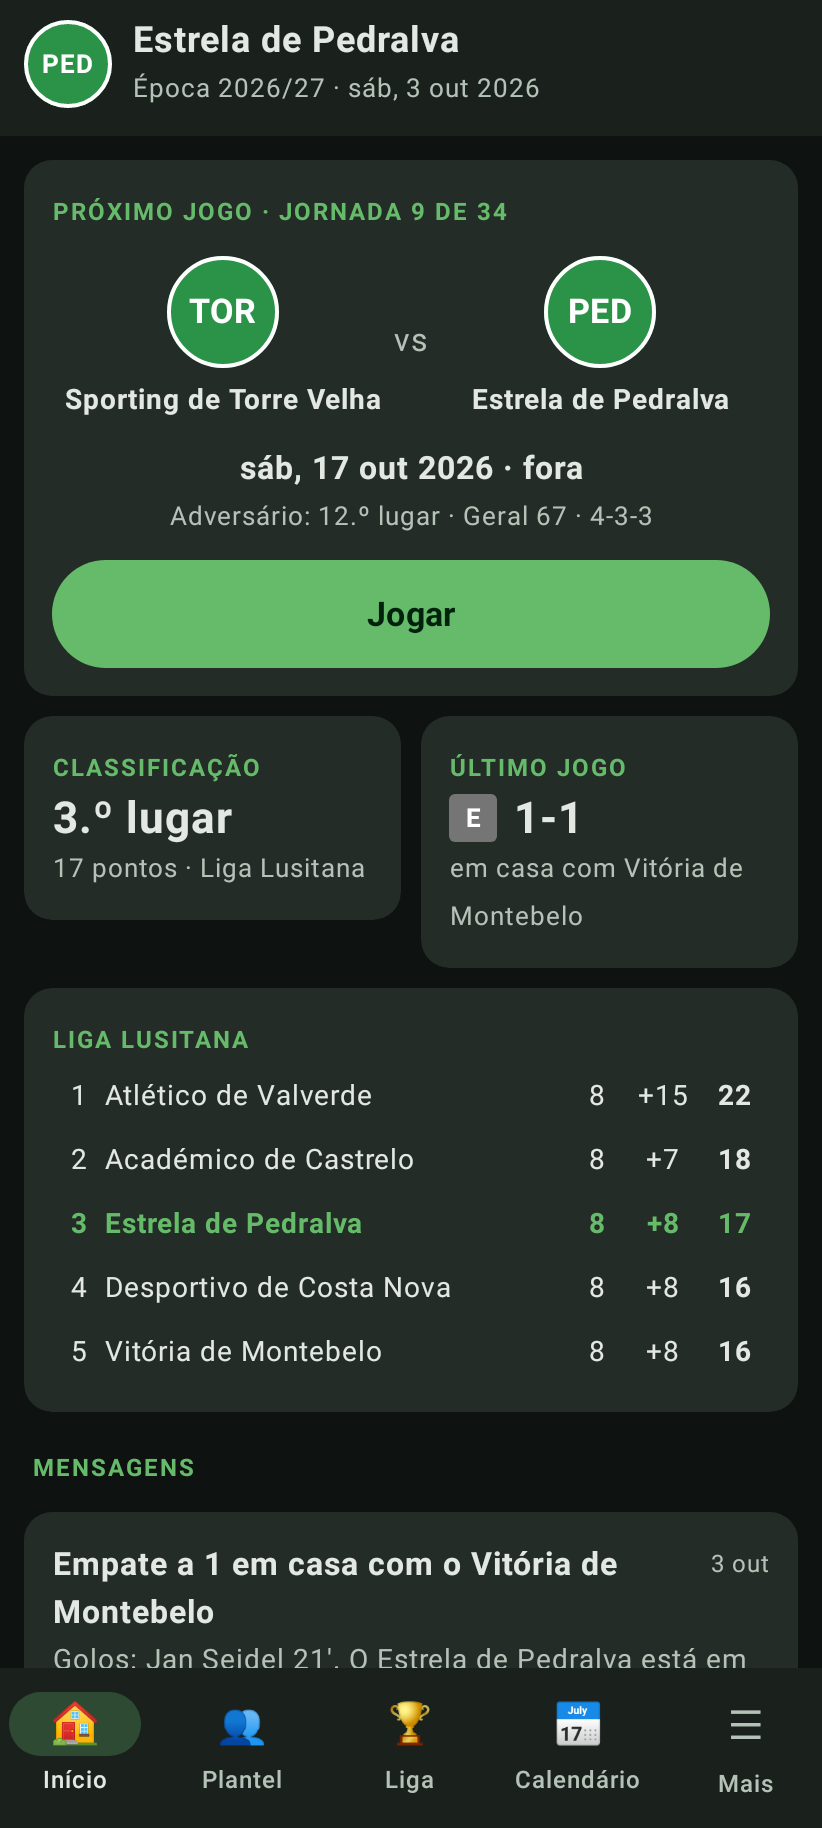 PED
Estrela de Pedralva
Época 2026/27 · sáb, 3 out 2026
PRÓXIMO JOGO · JORNADA 9 DE 34
TOR
vs
PED
Sporting de Torre Velha
Estrela de Pedralva
sáb, 17 out 2026 · fora
Adversário: 12.º lugar · Geral 67 · 4-3-3
Jogar
CLASSIFICAÇÃO
3.º lugar
17 pontos · Liga Lusitana
ÚLTIMO JOGO
E 1-1
em casa com Vitória de
Montebelo
LIGA LUSITANA
1 Atlético de Valverde 8 +15 22
2 Académico de Castrelo 8 +7 18
3 Estrela de Pedralva 8 +8 17
4 Desportivo de Costa Nova 8 +8 16
5 Vitória de Montebelo 8 +8 16
MENSAGENS
Empate a 1 em casa com o Vitória de
Montebelo
3 out
Golos: Jan Seidel 21'. O Estrela de Pedralva está em
July
17
Início
Plantel
Liga
Calendário
Mais